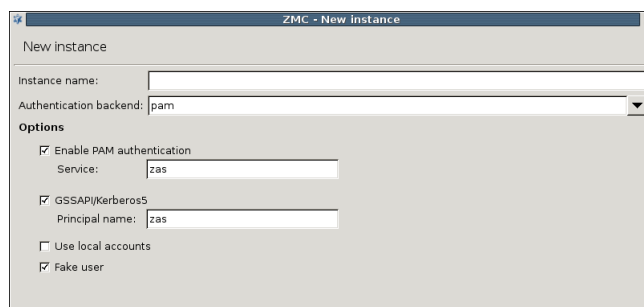 ZMC - New instance
New instance
Instance name:
Authentication backend: pam
Options
Enable PAM authentication
Service: zas
GSSAPI/Kerberos5
Principal name: zas
Use local accounts
Fake user